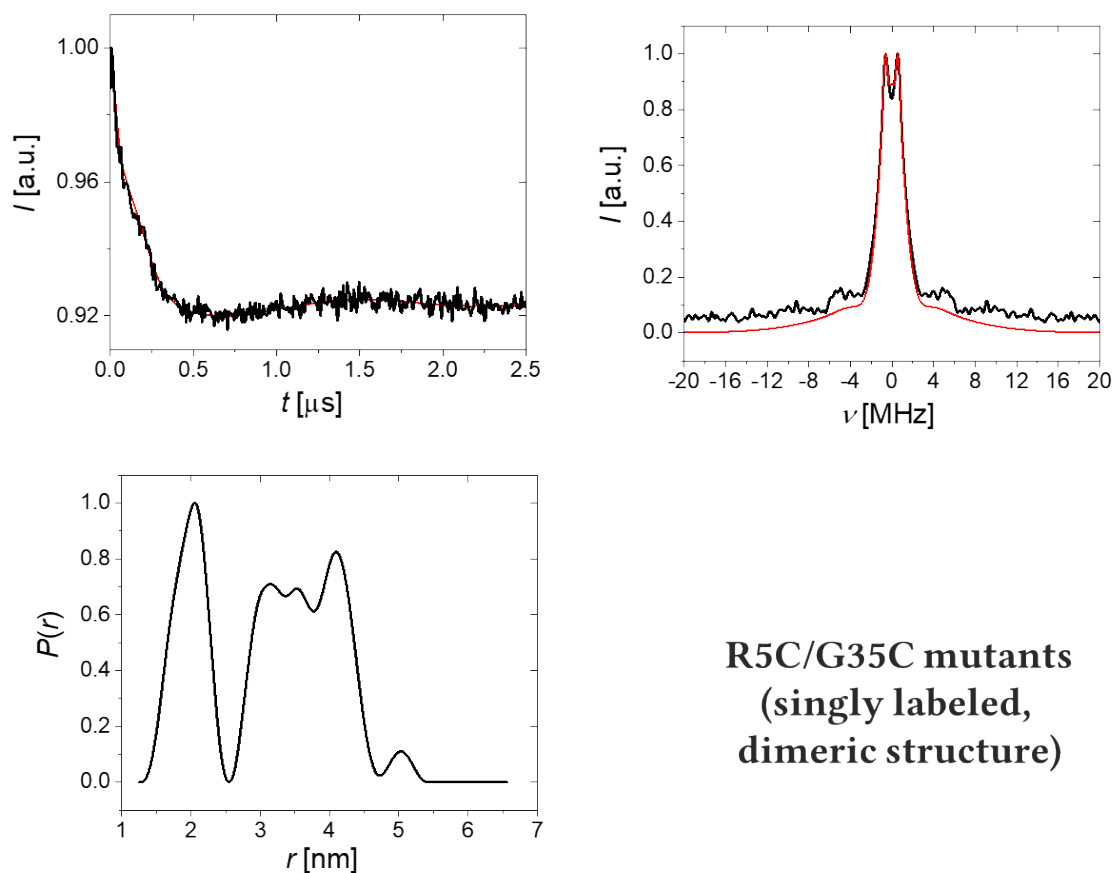 1.00
0.96
0.92
I [a.u.]
0.0 0.5 1.0 1.5 2.0 2.5
t [μs]
1.0
0.8
0.6
0.4
0.2
0.0
I [a.u.]
-20 -16 -12 -8 -4 0 4 8 12 16 20
ν [MHz]
1.0
0.8
0.6
0.4
0.2
0.0
P(r)
1 2 3 4 5 6 7
r [nm]
R5C/G35C mutants
(singly labeled,
dimeric structure)